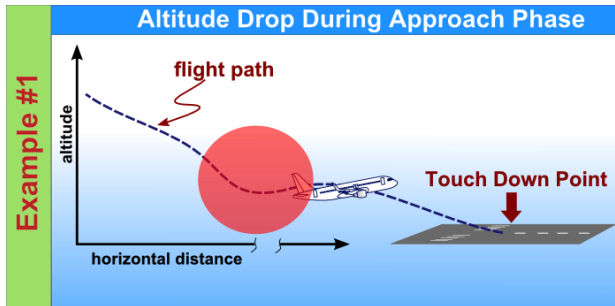 Altitude Drop During Approach Phase
Example #1
flight path
altitude
Touch Down Point
horizontal distance